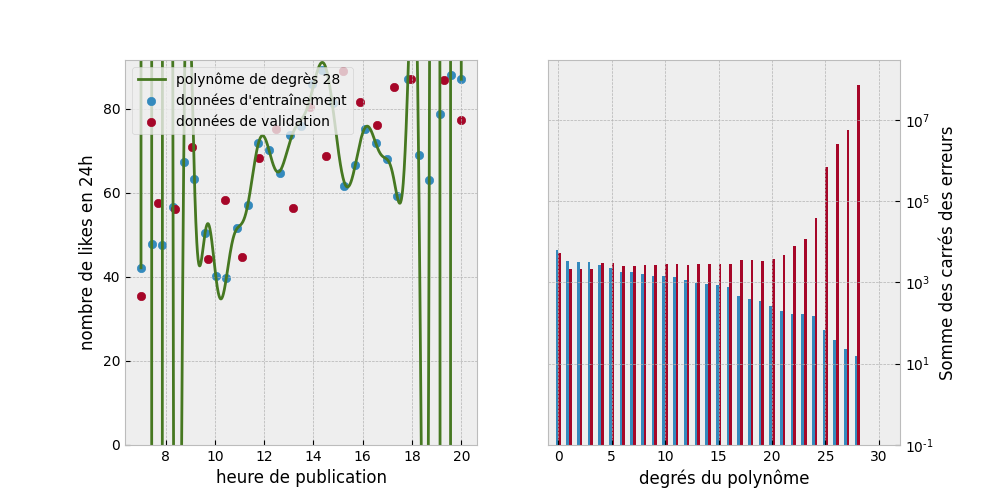 polynôme de degrès 28
données d'entraînement
données de validation
nombre de likes en 24h
80
60
40
20
0
8 10 12 14 16 18 20
heure de publication
10^7
10^5
10^3
10^1
10^-1
Somme des carrés des erreurs
0 5 10 15 20 25 30
degrés du polynôme